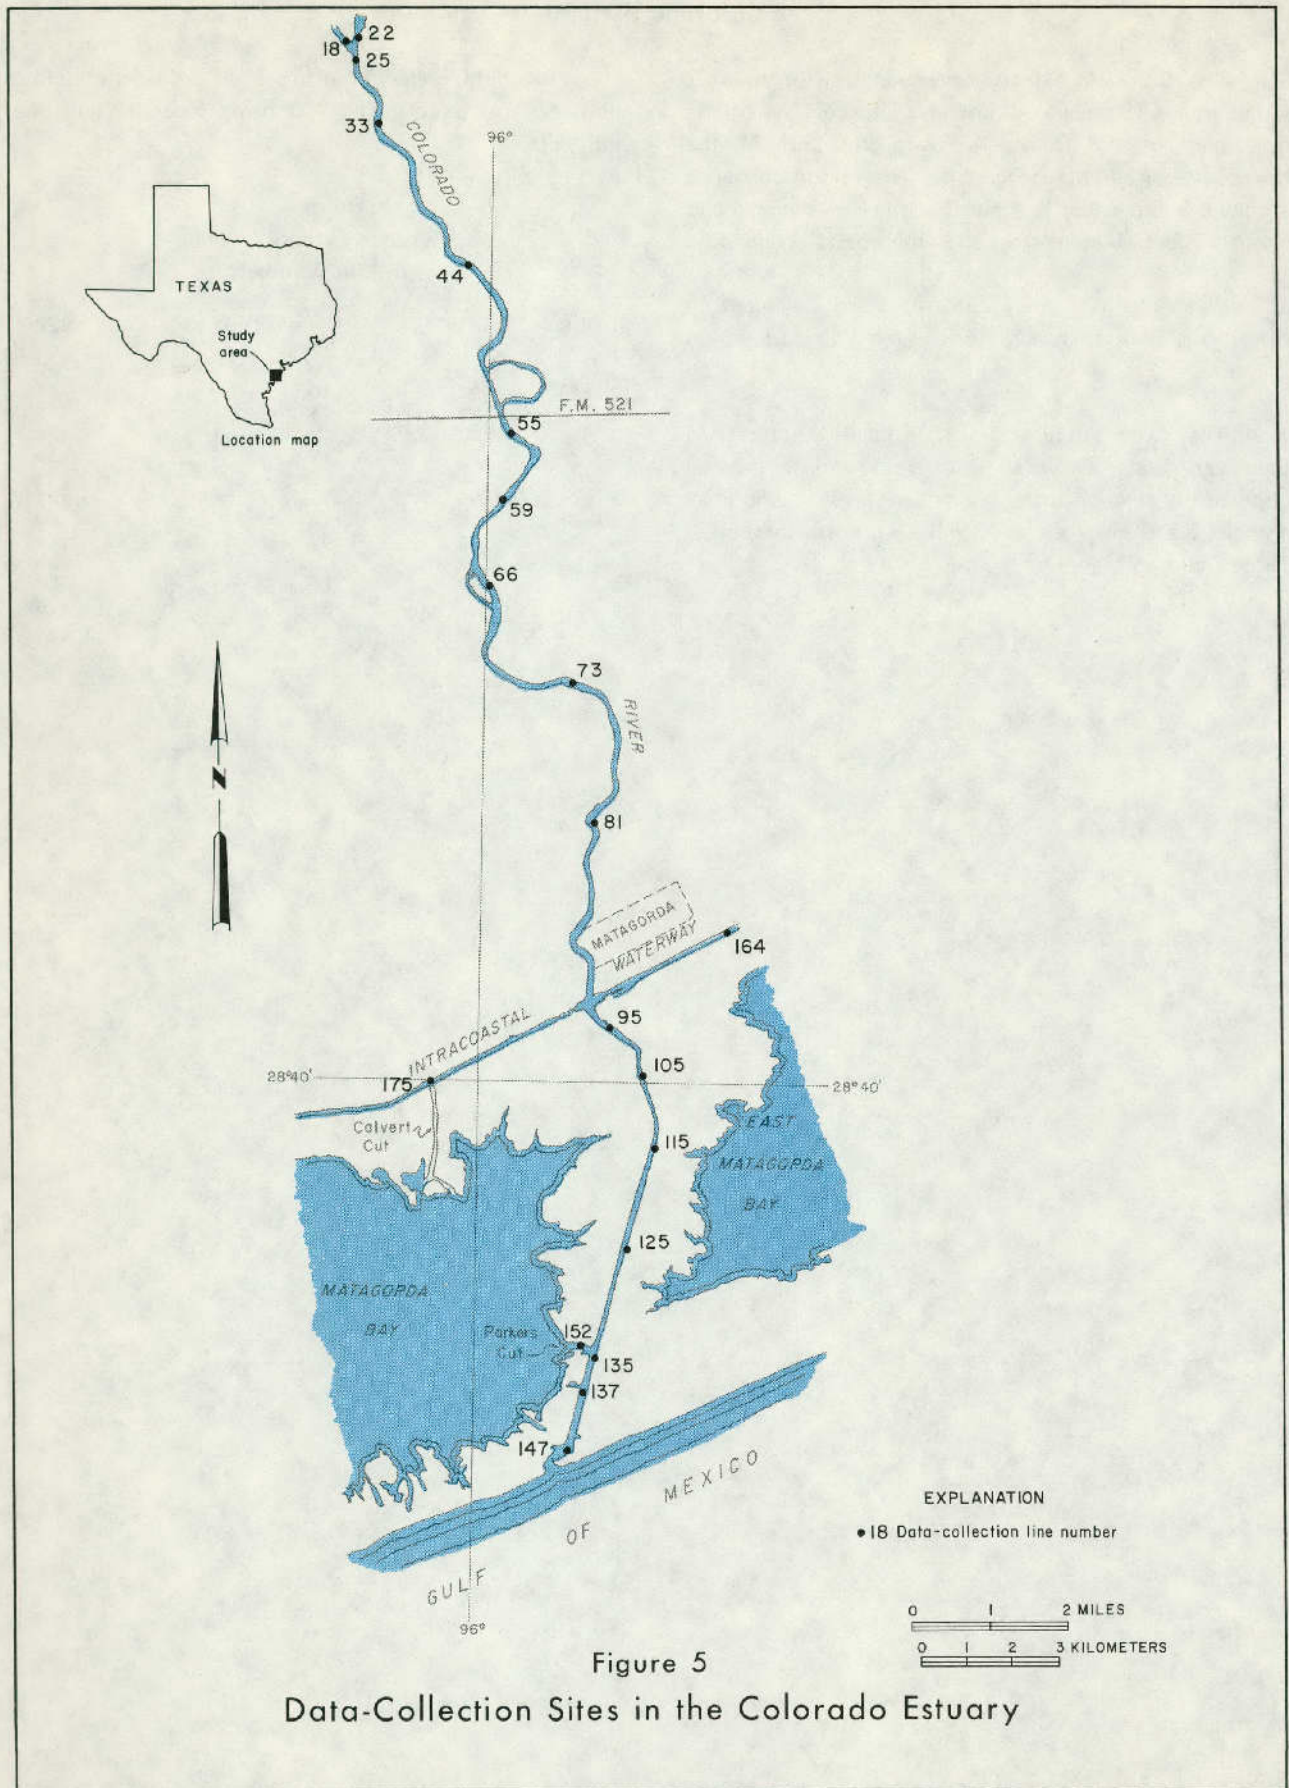 22
18
25
33
COLORADO
96°
44
TEXAS
Study
area
Location map
F.M. 521
55
59
66
73
RIVER
N
81
MATAGORDA
WATERWAY
164
95
INTRACOASTAL
105
28°40'
175
28°40'
Calvert
Cut
115
EAST
MATAGORDA
BAY
125
MATAGORDA
BAY
152
Parkers
Cut
135
137
147
GULF OF MEXICO
96°
EXPLANATION
18 Data-collection line number
0 1 2 MILES
0 1 2 3 KILOMETERS
Figure 5
Data-Collection Sites in the Colorado Estuary